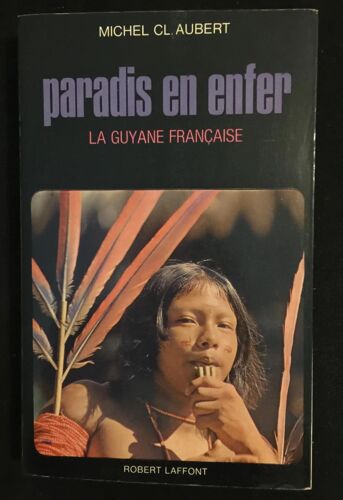 MICHEL CL. AUBERT
paradis en enfer
LA GUYANE FRANÇAISE
ROBERT LAFFONT